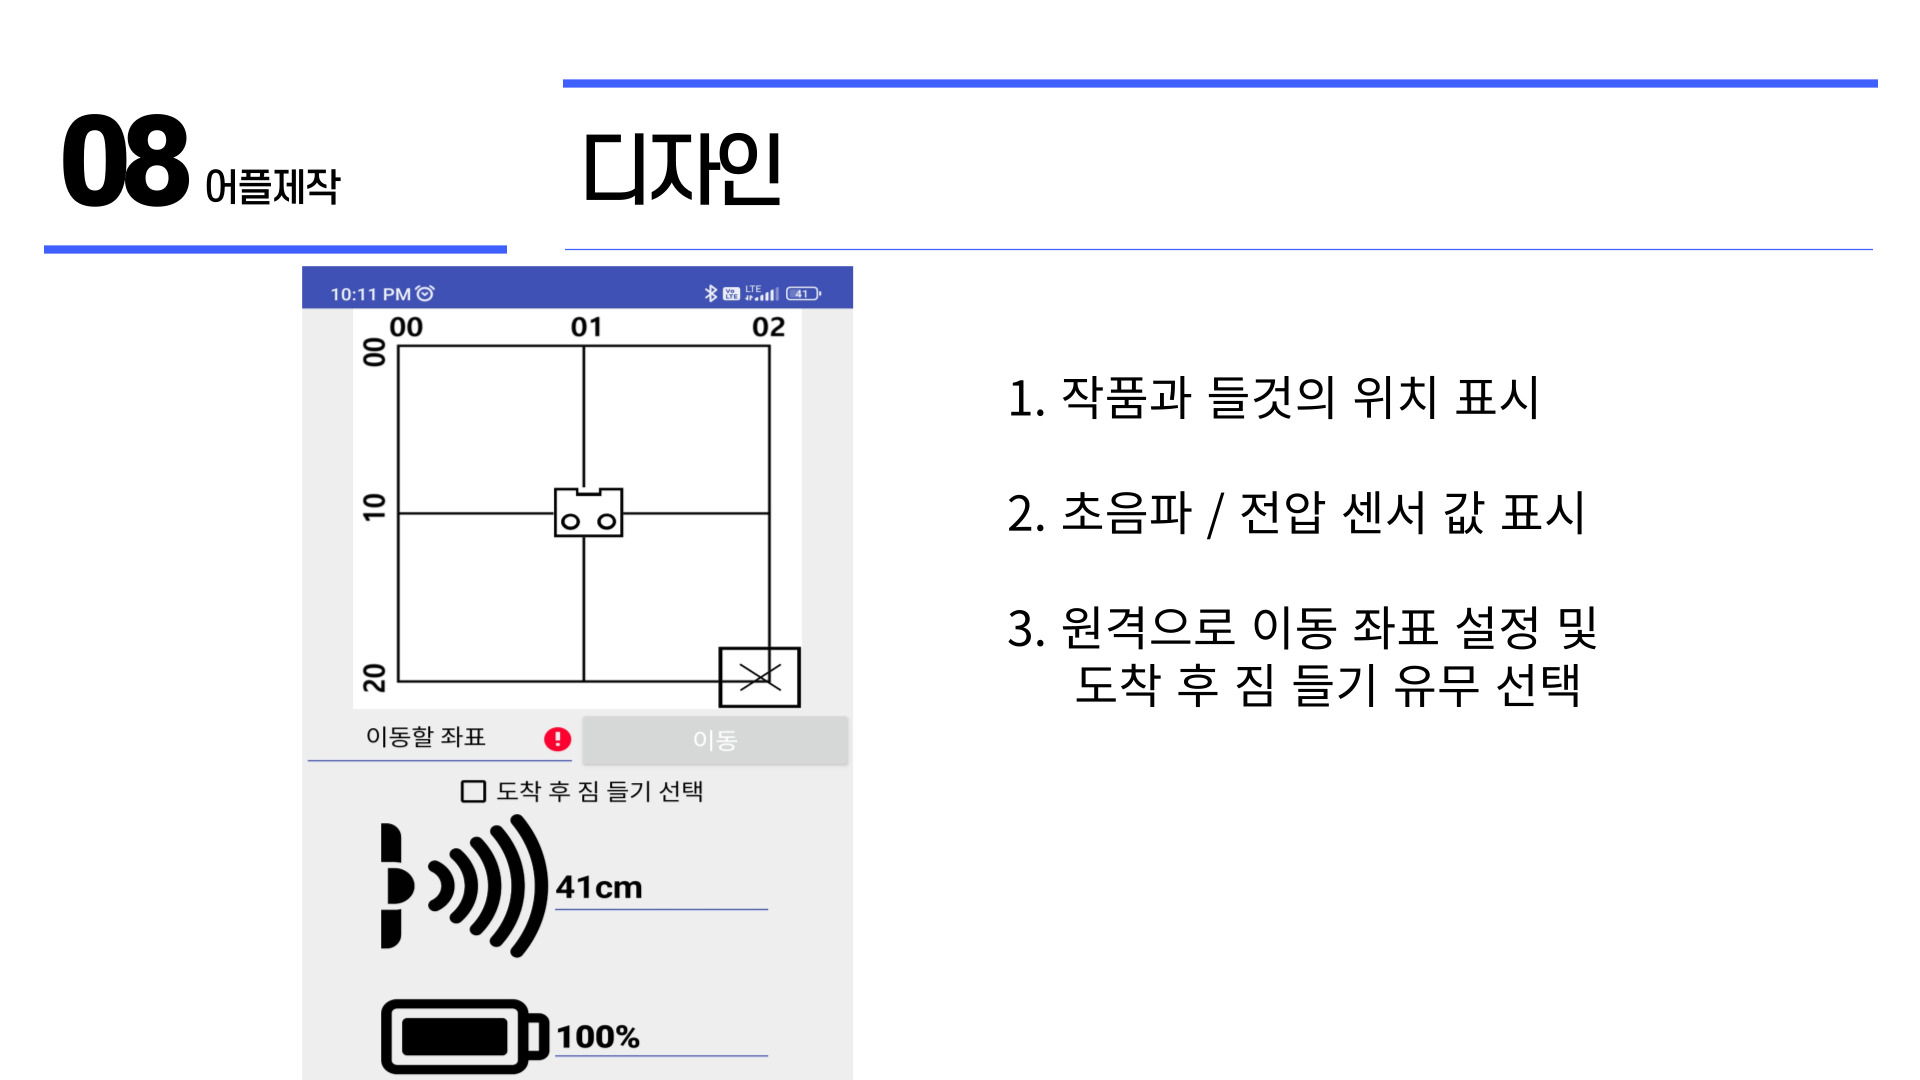 08 어플제작
디자인
10:11 PM
LTE
41
00 01 02
00
10
20
이동할 좌표
이동
도착 후 짐 들기 선택
41cm
100%
1. 작품과 들것의 위치 표시
2. 초음파 / 전압 센서 값 표시
3. 원격으로 이동 좌표 설정 및
도착 후 짐 들기 유무 선택